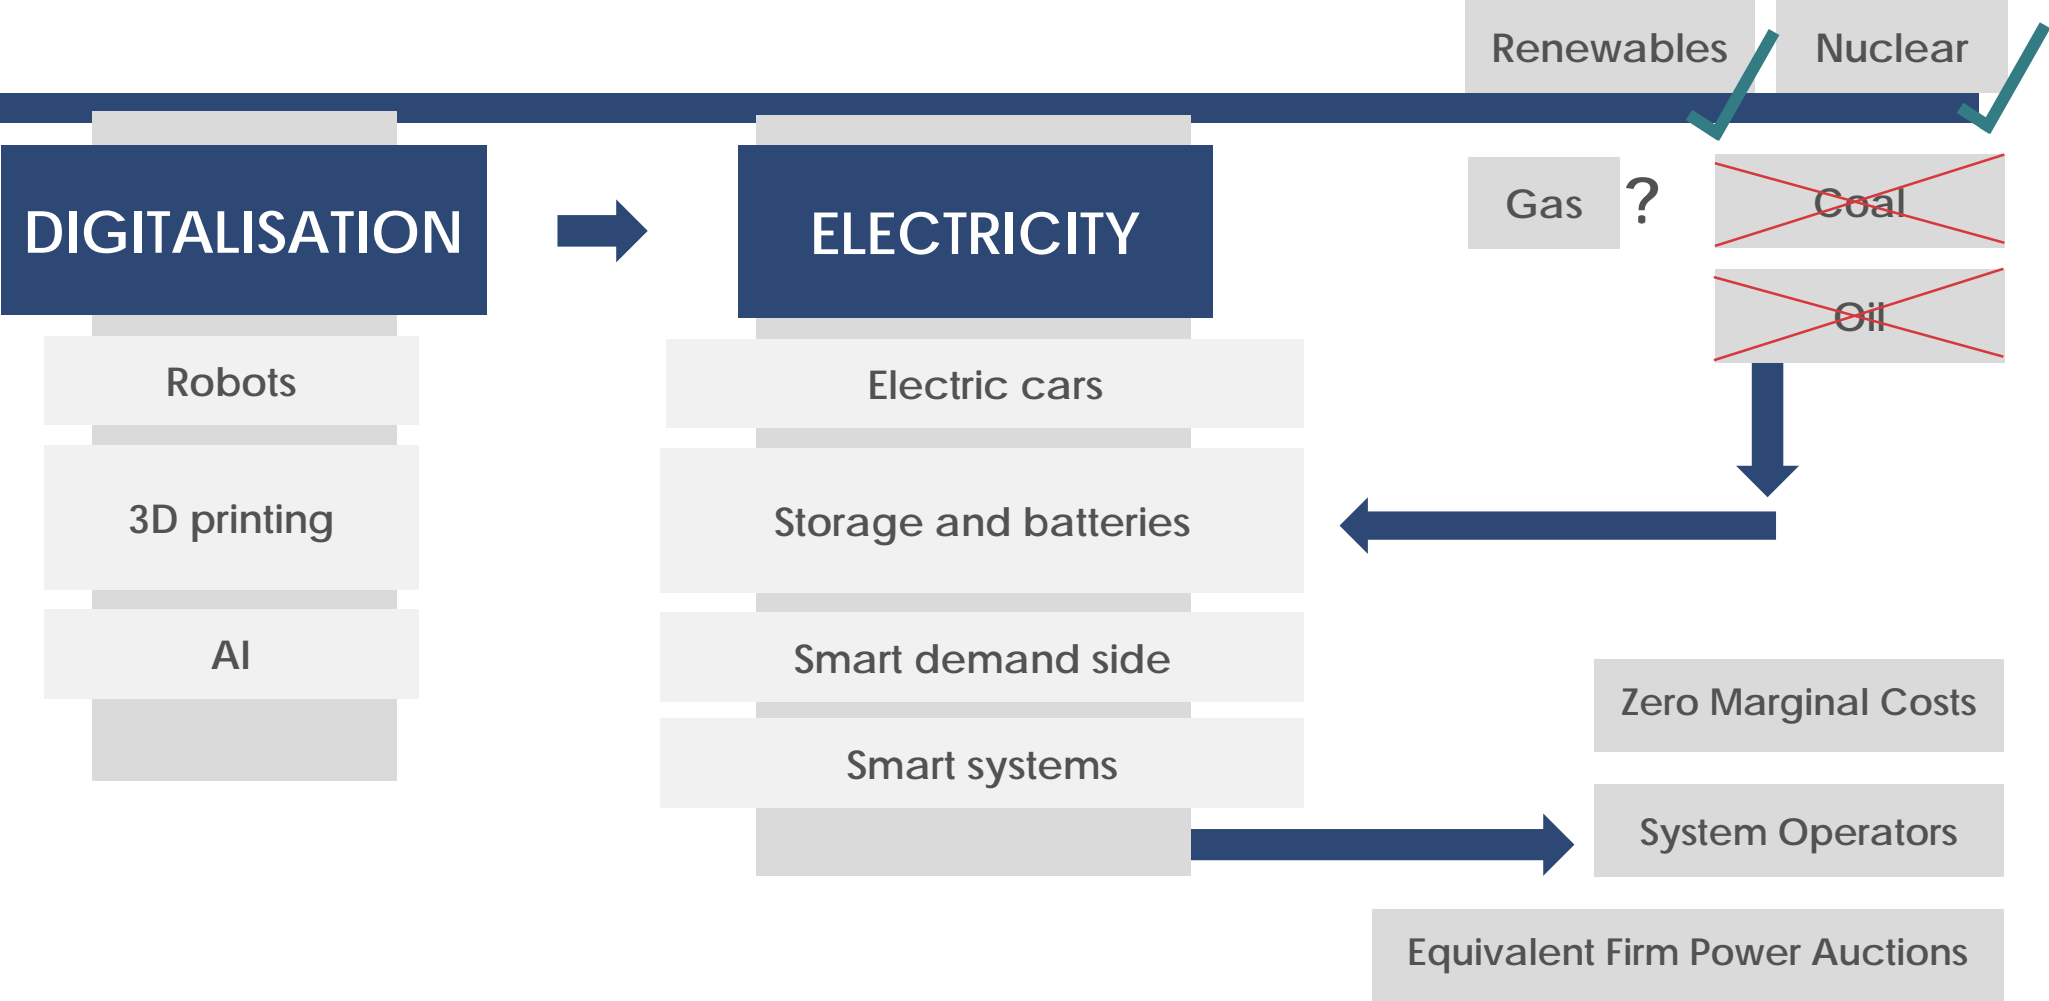 Renewables
Nuclear
DIGITALISATION
ELECTRICITY
Gas
?
Coal
Oil
Robots
3D printing
AI
Electric cars
Storage and batteries
Smart demand side
Smart systems
Zero Marginal Costs
System Operators
Equivalent Firm Power Auctions